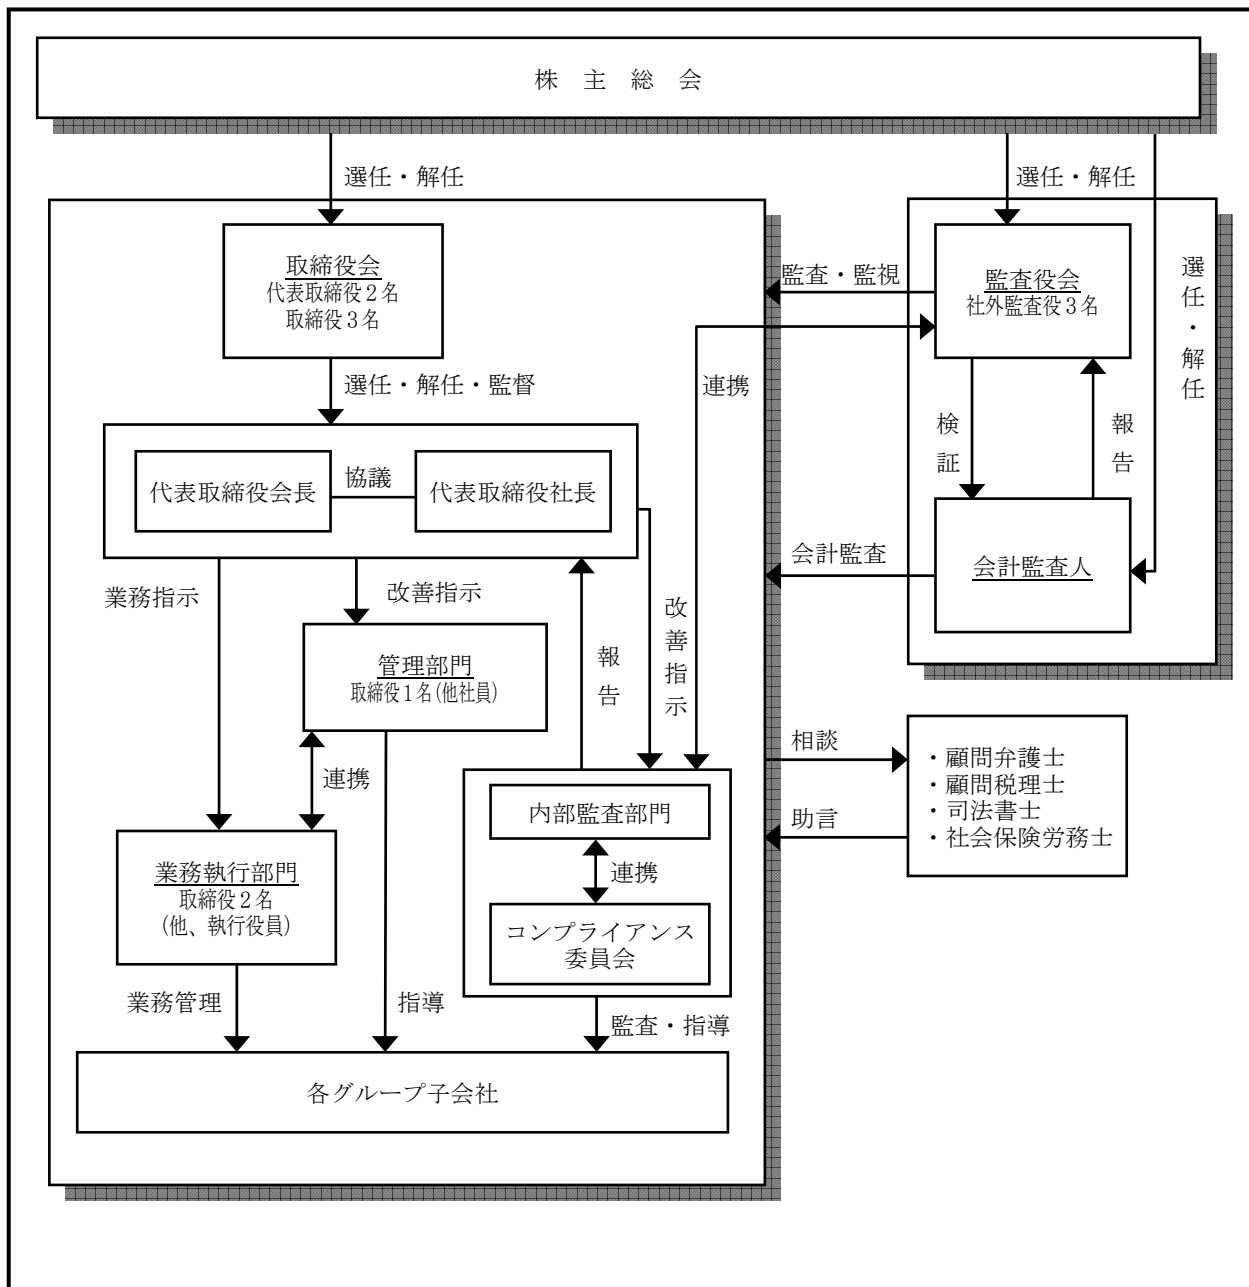 株 主 総 会
選任・解任
選任・解任
選任・解任
取締役会
代表取締役２名
取締役３名
監査・監視
監査役会
社外監査役３名
選任・解任・監督
連携
検証
報告
代表取締役会長
協議
代表取締役社長
会計監査
会計監査人
業務指示
改善指示
報告
改善指示
管理部門
取締役１名(他社員)
連携
相談
助言
・顧問弁護士
・顧問税理士
・司法書士
・社会保険労務士
内部監査部門
連携
コンプライアンス
委員会
業務執行部門
取締役２名
(他、執行役員)
業務管理
指導
監査・指導
各グループ子会社